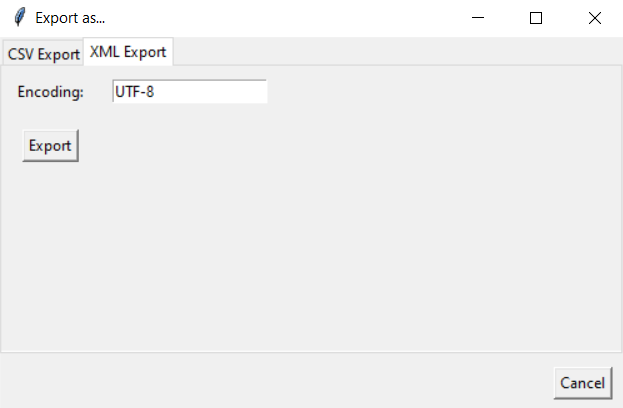 Export as...
CSV Export XML Export
Encoding: UTF-8
Export
Cancel